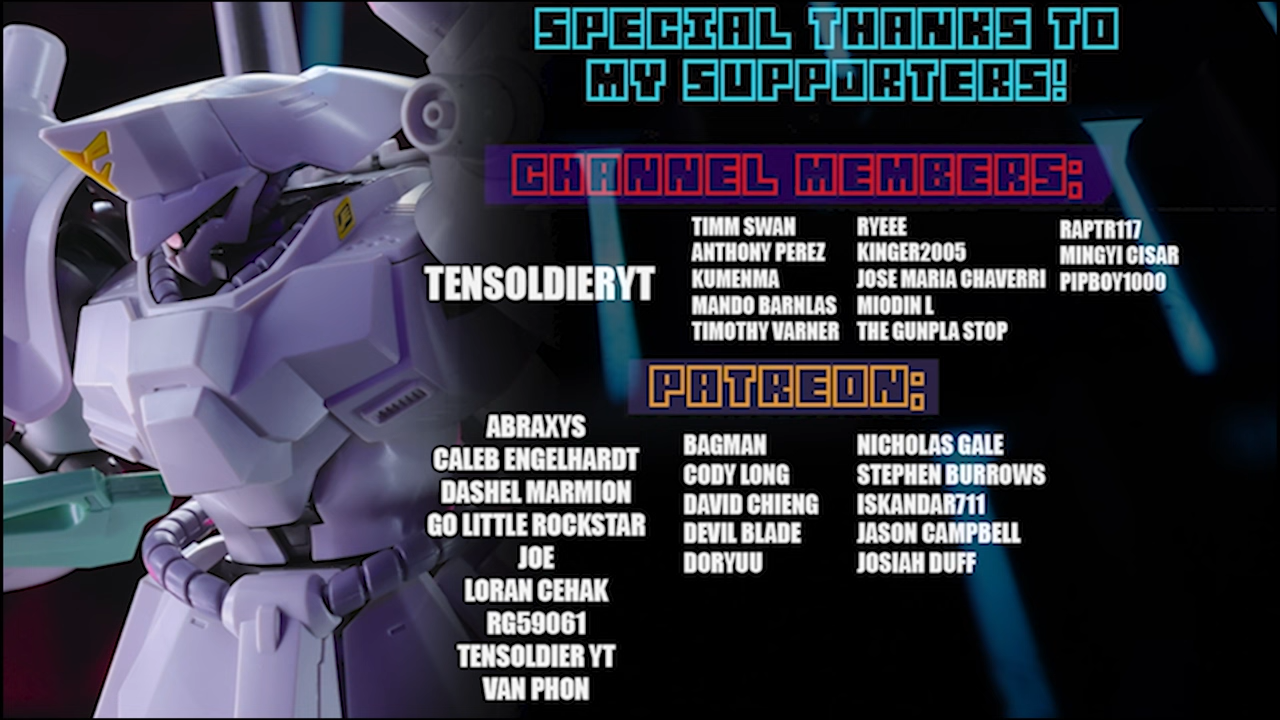 SPECIAL THANKS TO
MY SUPPORTERS!
CHANNEL MEMBERS:
TENSOLDIERYT
TIMM SWAN
ANTHONY PEREZ
KUMENMA
MANDO BARNLAS
TIMOTHY VARNER
RYEEE
KINGER2005
JOSE MARIA CHAVERRI
MIODIN L
THE GUNPLA STOP
RAPTR117
MINGYI CISAR
PIPBOY1000
PATREON:
ABRAXYS
CALEB ENGELHARDT
DASHEL MARMION
GO LITTLE ROCKSTAR
JOE
LORAN CEHAK
RG59061
TENSOLDIER YT
VAN PHON
BAGMAN
CODY LONG
DAVID CHIENG
DEVIL BLADE
DORYUU
NICHOLAS GALE
STEPHEN BURROWS
ISKANDAR711
JASON CAMPBELL
JOSIAH DUFF